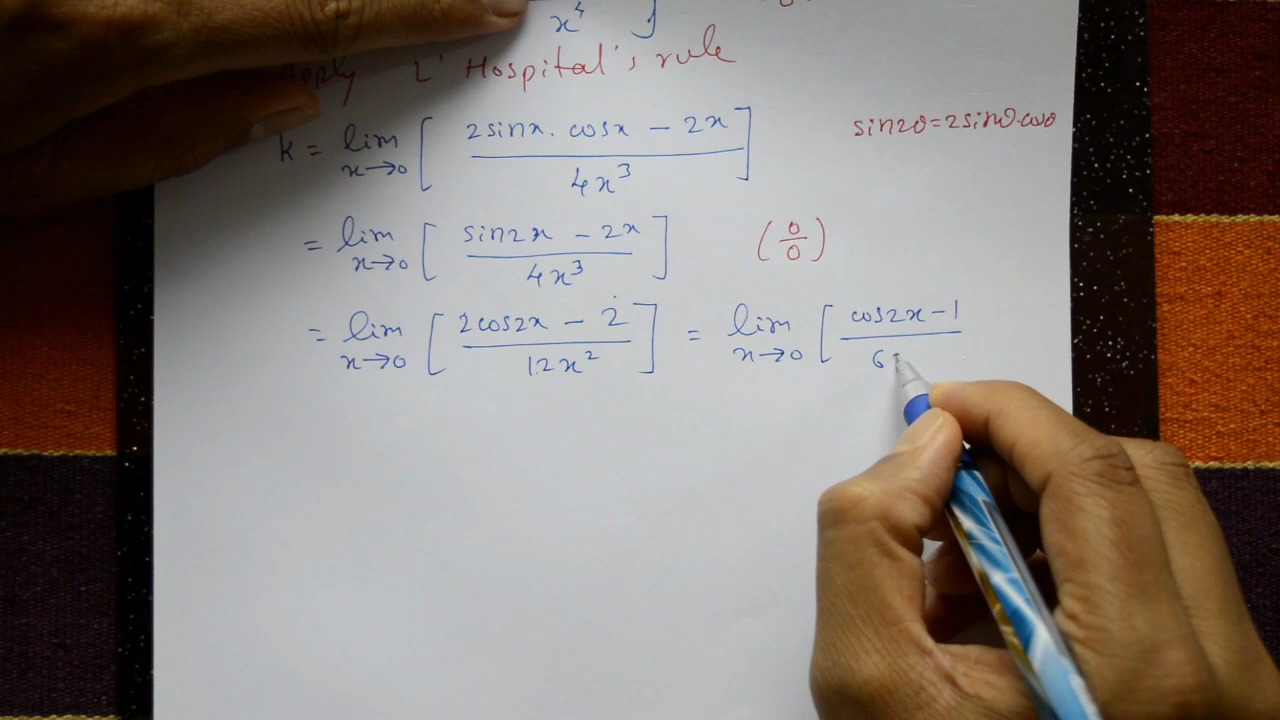 x⁴ ]
Apply L' Hospital's rule
k = lim x→0 [ (2sinx. cosx − 2x) / 4x³ ]
sin2θ=2sinθ.cosθ
= lim x→0 [ (sin2x − 2x) / 4x³ ] (0/0)
= lim x→0 [ (2cos2x − 2) / 12x² ] = lim x→0 [ (cos2x−1) / 6